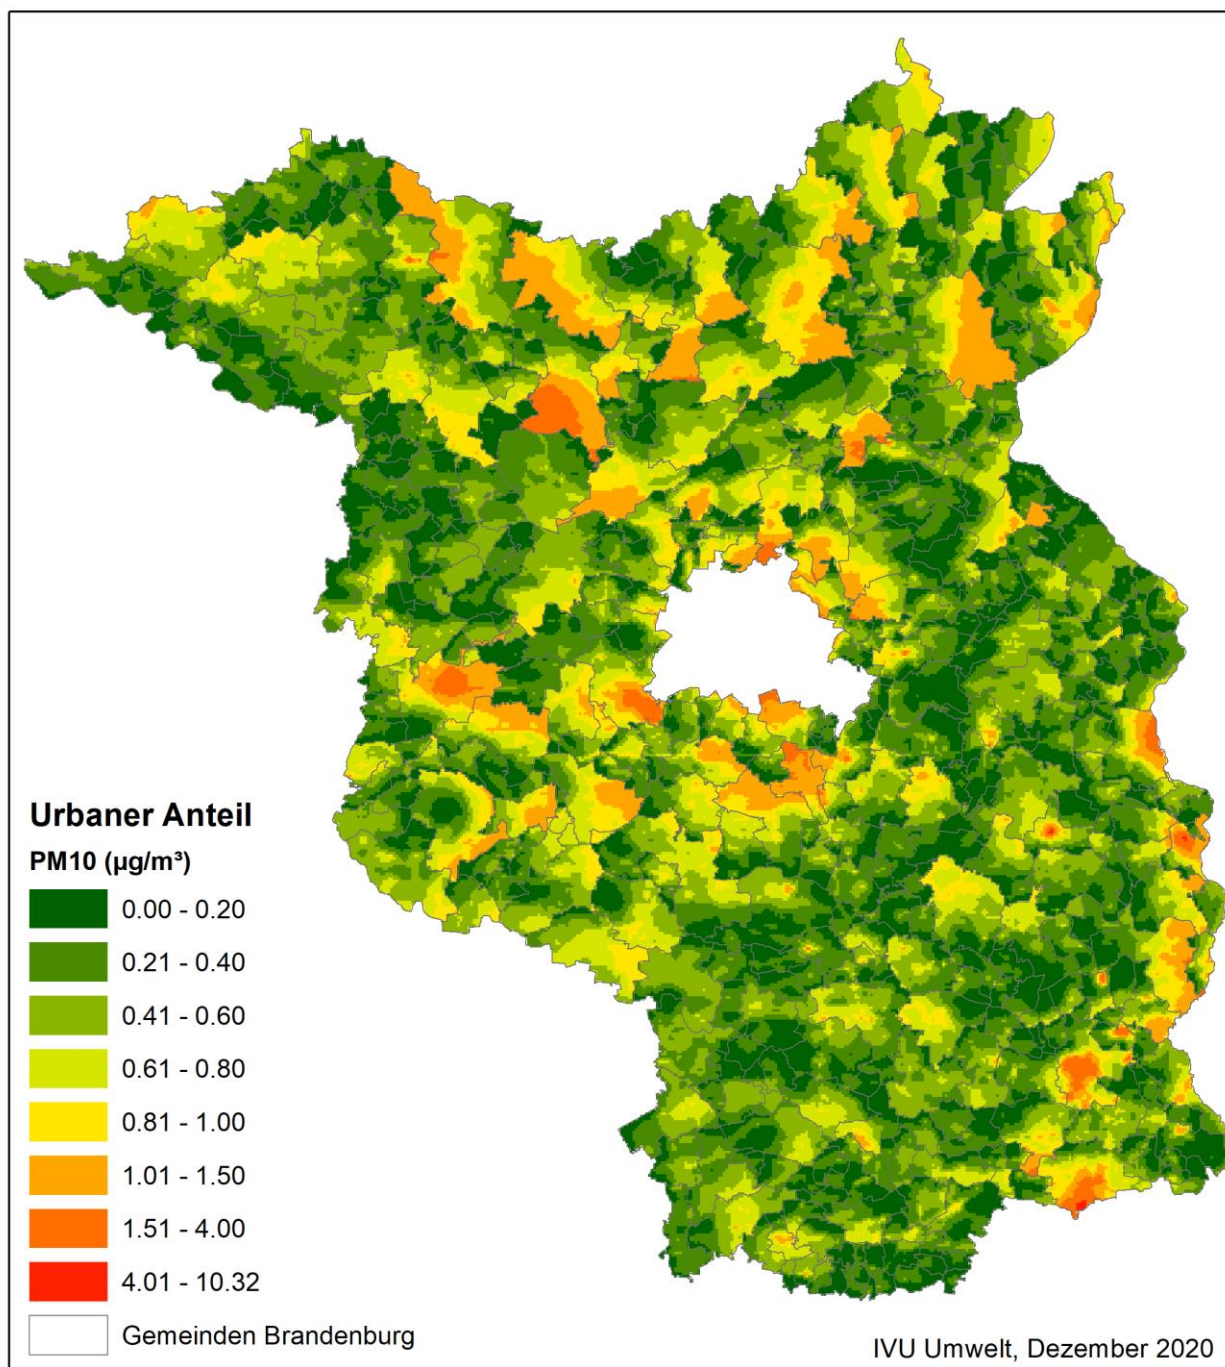 Urbaner Anteil
PM10 (µg/m³)
0.00 - 0.20
0.21 - 0.40
0.41 - 0.60
0.61 - 0.80
0.81 - 1.00
1.01 - 1.50
1.51 - 4.00
4.01 - 10.32
Gemeinden Brandenburg
IVU Umwelt, Dezember 2020